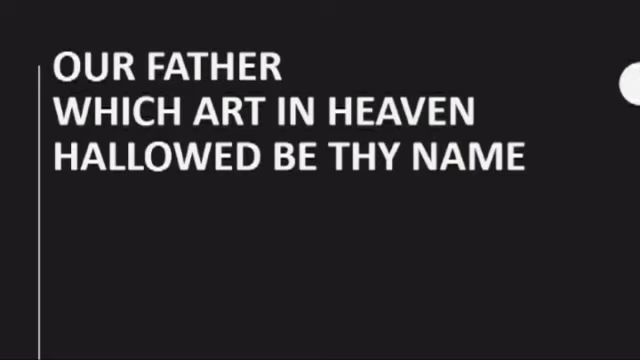 OUR FATHER
WHICH ART IN HEAVEN
HALLOWED BE THY NAME